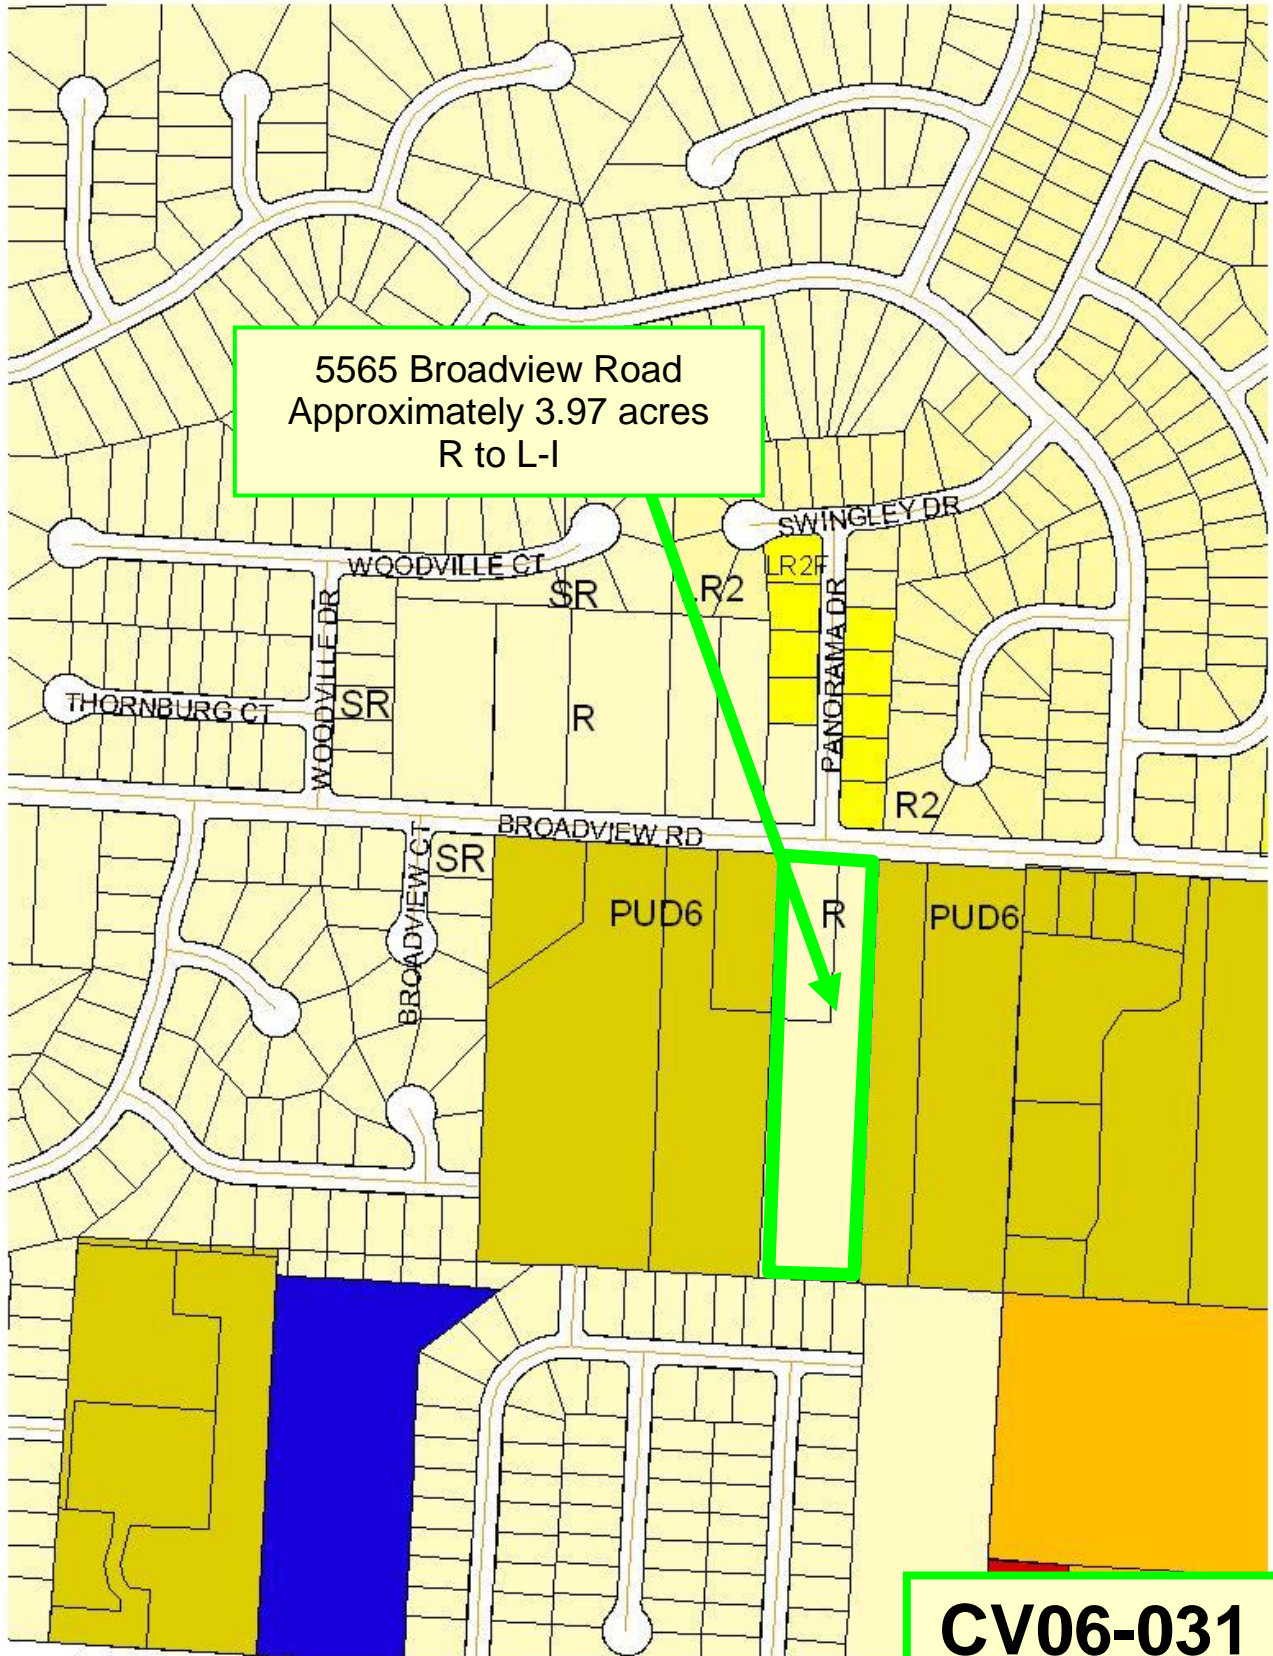 5565 Broadview Road
Approximately 3.97 acres
R to L-I
SWINGLEY DR
WOODVILLE CT
LR2F
SR
.R2
WOODVILLE DR
PANORAMA DR
THORNBURG CT
SR
R
R2
BROADVIEW RD
BROADVIEW CT
SR
PUD6
R
PUD6
CV06-031